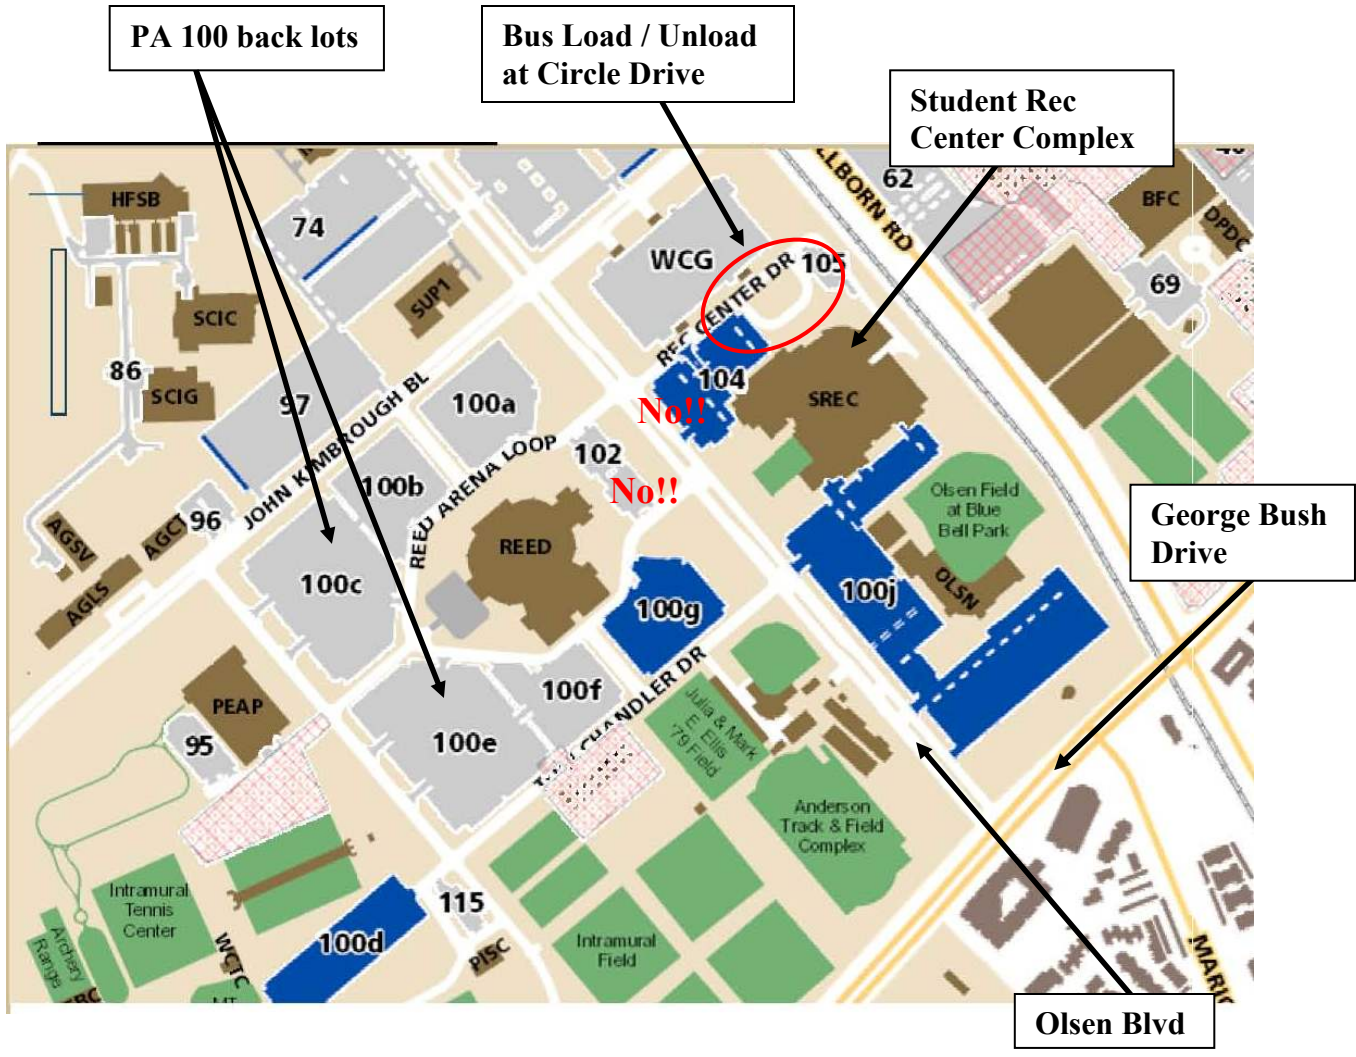 PA 100 back lots
Bus Load / Unload
at Circle Drive
Student Rec
Center Complex
LLBORN RD
62
BFC
DPDC
HFSB
74
WCG
105
69
SUP1
REC CENTER DR
SCIC
86
SCIG
97
104
SREC
No!!
100a
JOHN KIMBROUGH BL
REED ARENA LOOP
102
No!!
100b
96
AGSV
AGCT
AGLS
100c
REED
Olsen Field
at Blue
Bell Park
George Bush
Drive
OLSN
100j
100g
PEAP
95
100f
100e
CHANDLER DR
Julia & Mark
E. Ellis
'79 Field
Anderson
Track & Field
Complex
Intramural
Tennis
Center
Archery
Range
WCTC
100d
115
PISC
Intramural
Field
Olsen Blvd